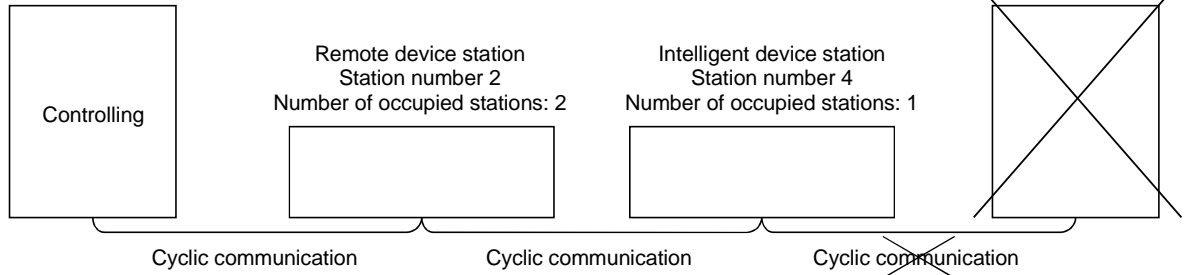 Remote device station
Station number 2
Number of occupied stations: 2
Intelligent device station
Station number 4
Number of occupied stations: 1
Controlling
Cyclic communication
Cyclic communication
Cyclic communication